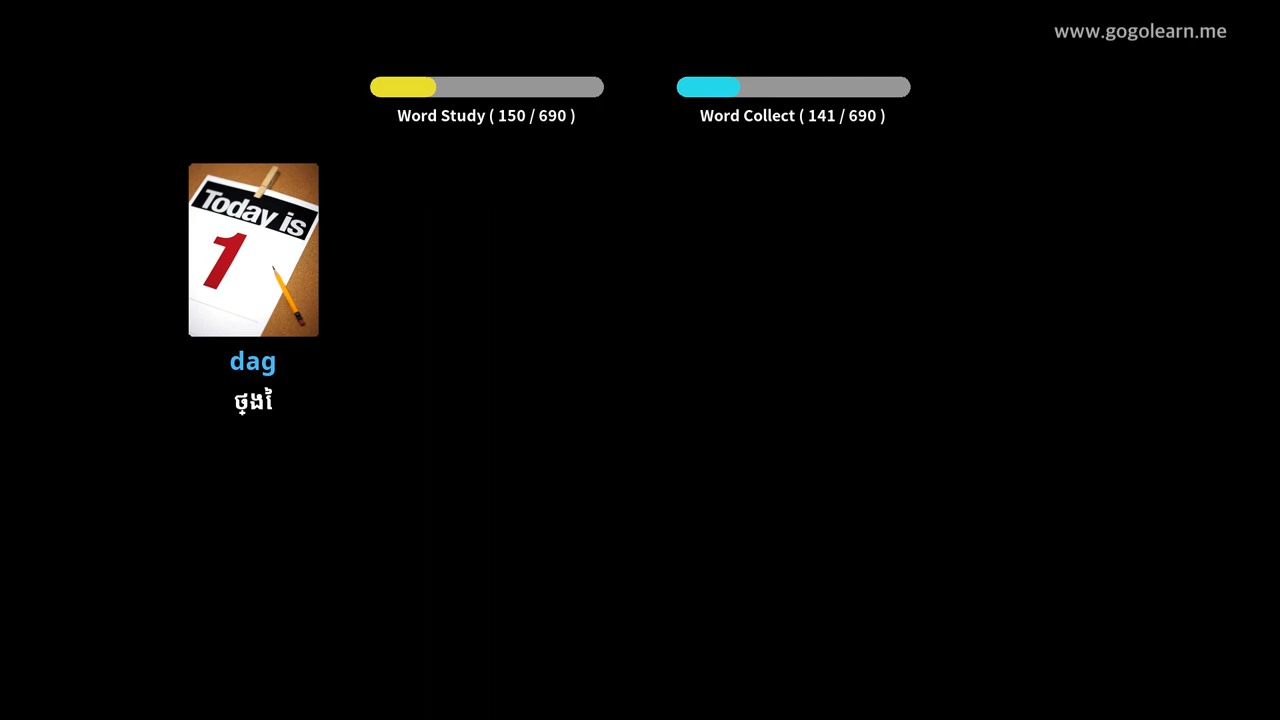 www.gogolearn.me
Word Study ( 150 / 690 )
Word Collect ( 141 / 690 )
Today is
1
dag
ថ្ងៃ